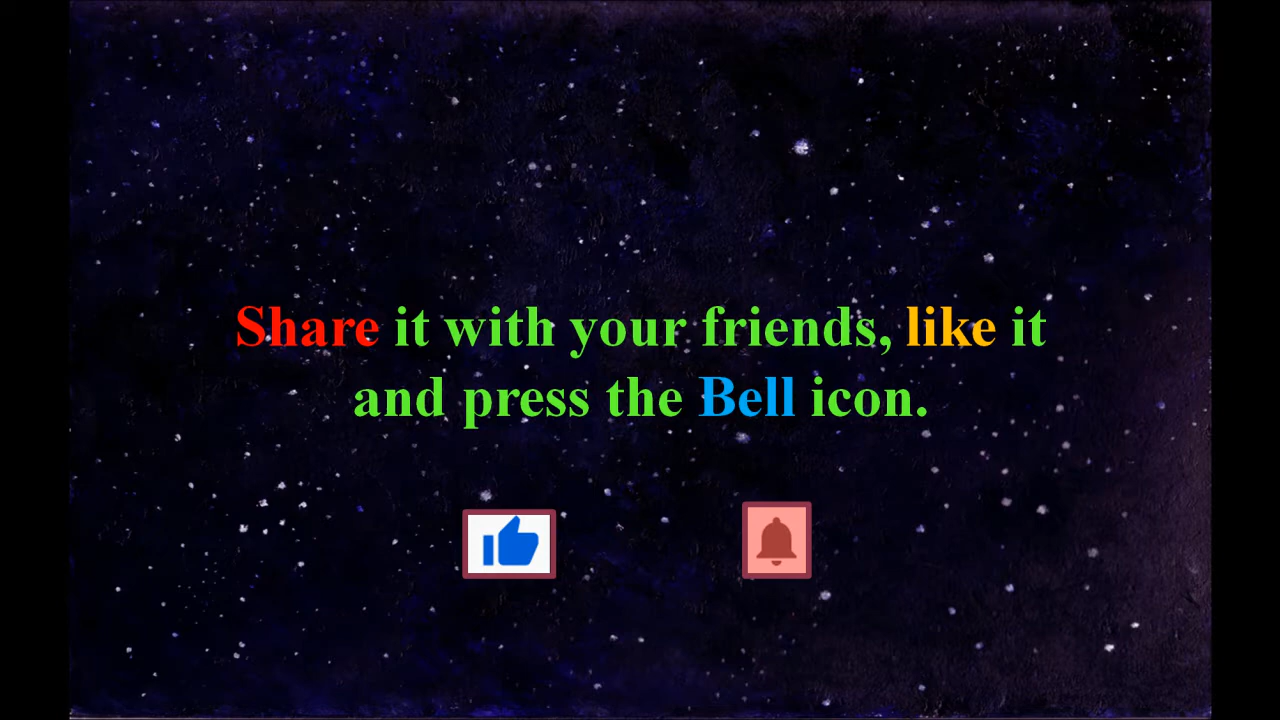 Share it with your friends, like it
and press the Bell icon.